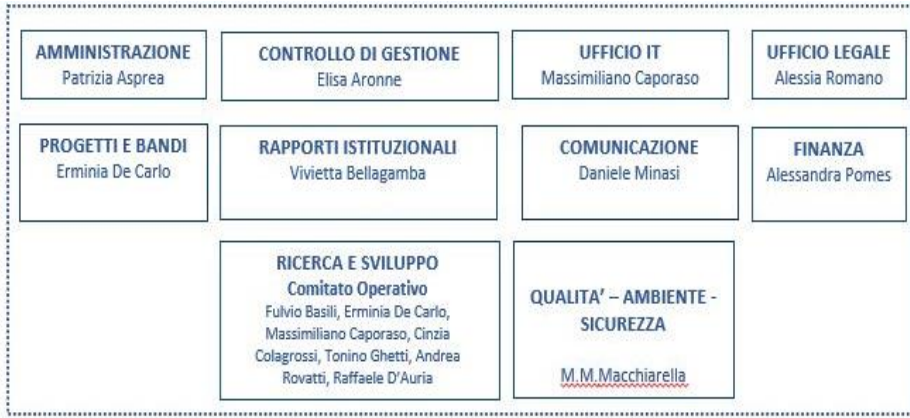 AMMINISTRAZIONE
Patrizia Asprea
CONTROLLO DI GESTIONE
Elisa Aronne
UFFICIO IT
Massimiliano Caporaso
UFFICIO LEGALE
Alessia Romano
PROGETTI E BANDI
Erminia De Carlo
RAPPORTI ISTITUZIONALI
Vivietta Bellagamba
COMUNICAZIONE
Daniele Minasi
FINANZA
Alessandra Pomes
RICERCA E SVILUPPO
Comitato Operativo
Fulvio Basili, Erminia De Carlo,
Massimiliano Caporaso, Cinzia
Colagrossi, Tonino Ghetti, Andrea
Rovatti, Raffaele D'Auria
QUALITA' – AMBIENTE -
SICUREZZA
M.M.Macchiarella